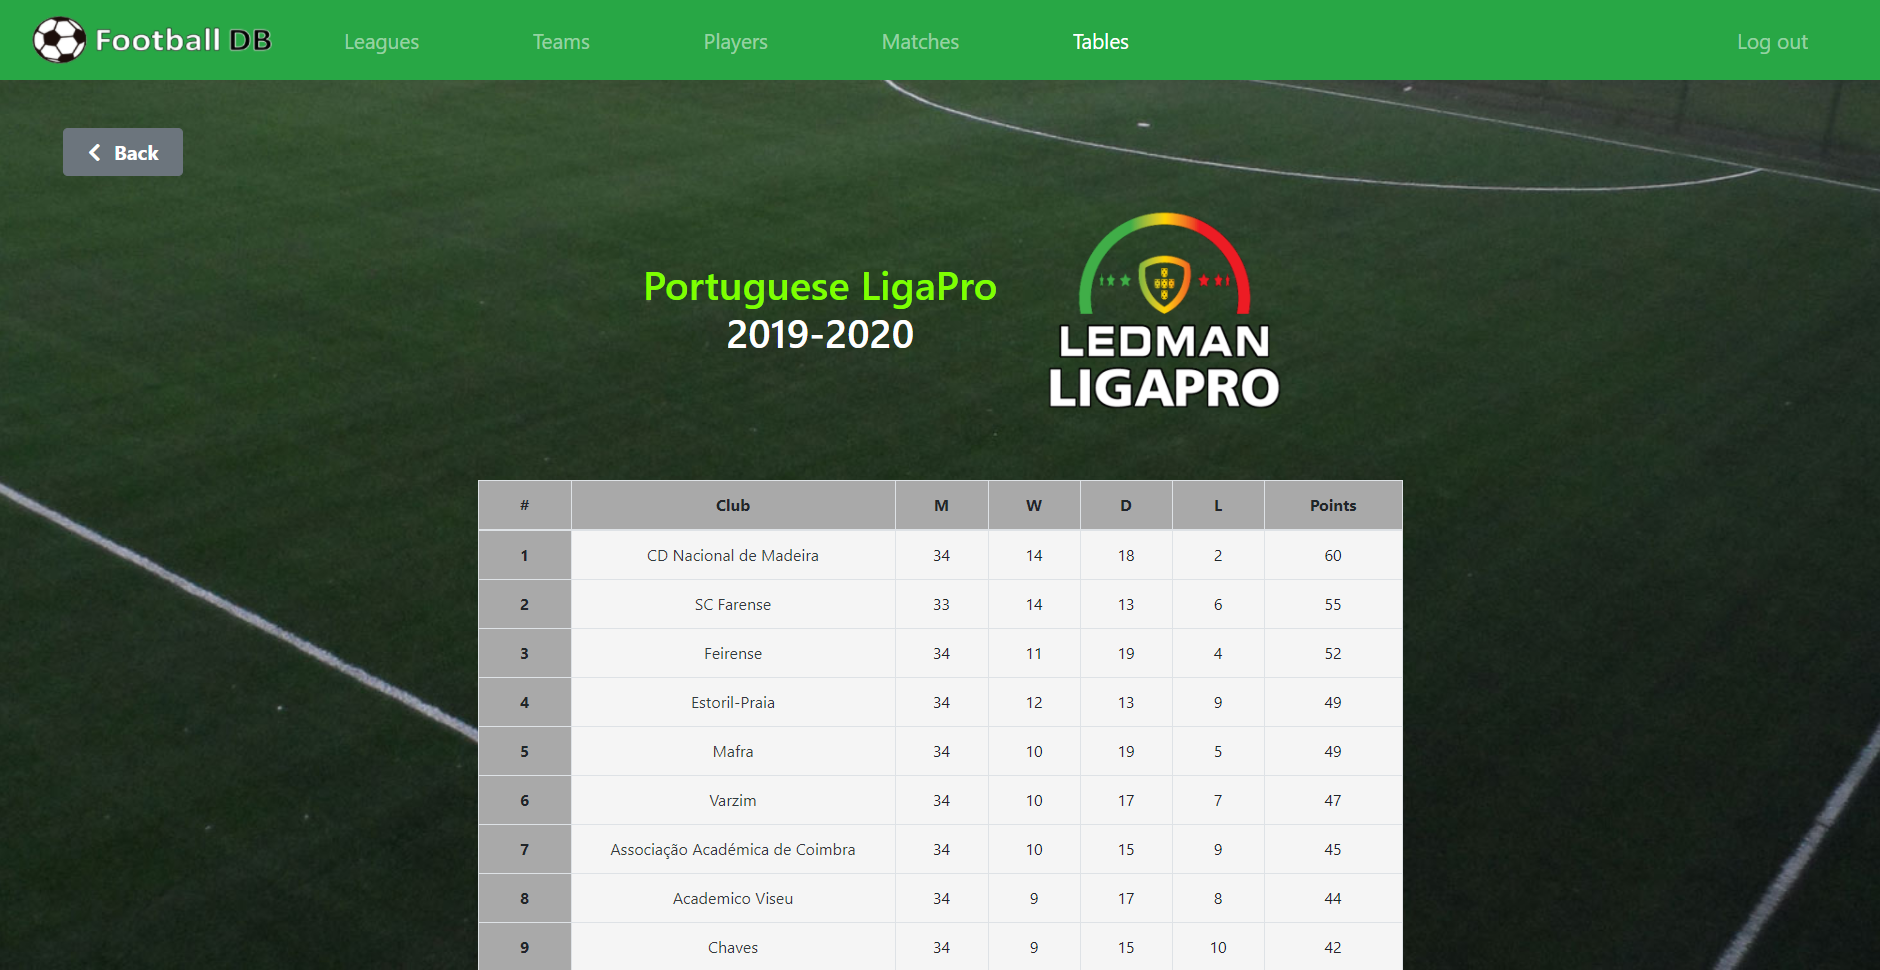 Football DB
Leagues
Teams
Players
Matches
Tables
Log out
Back
Portuguese LigaPro
2019-2020
LEDMAN
LIGAPRO
# Club M W D L Points
1 CD Nacional de Madeira 34 14 18 2 60
2 SC Farense 33 14 13 6 55
3 Feirense 34 11 19 4 52
4 Estoril-Praia 34 12 13 9 49
5 Mafra 34 10 19 5 49
6 Varzim 34 10 17 7 47
7 Associação Académica de Coimbra 34 10 15 9 45
8 Academico Viseu 34 9 17 8 44
9 Chaves 34 9 15 10 42